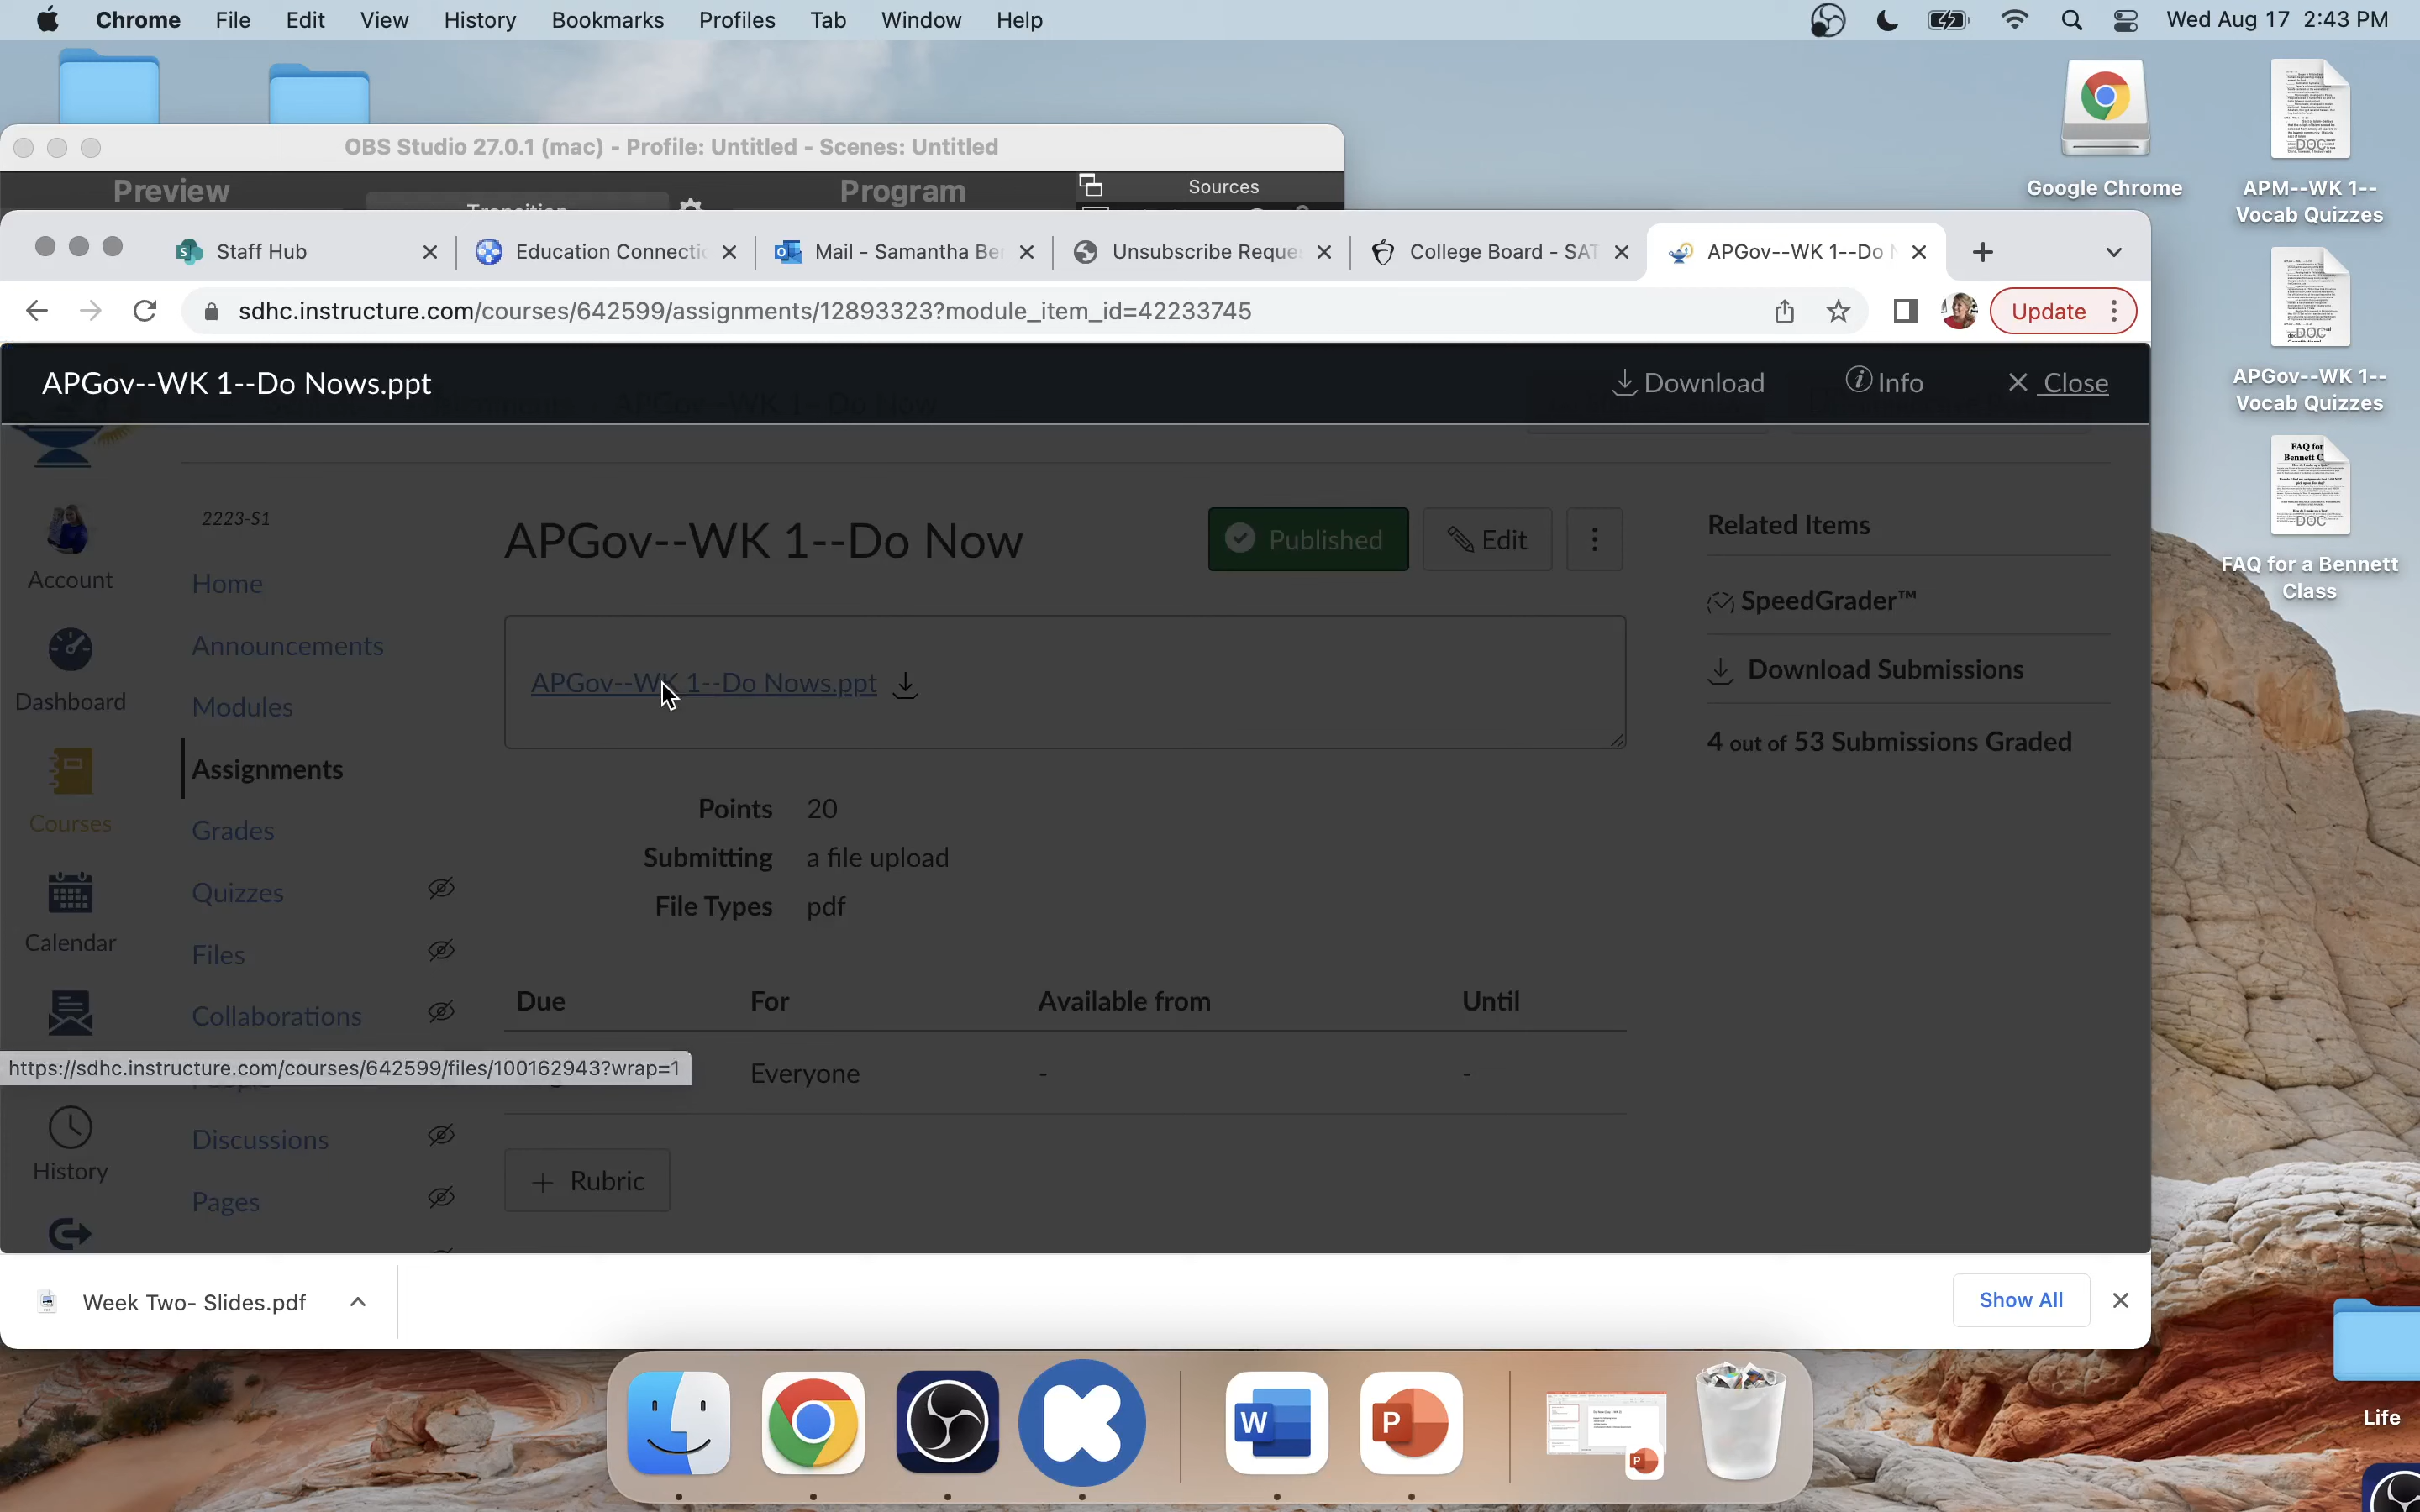 Chrome File Edit View History Bookmarks Profiles Tab Window Help Wed Aug 17 2:43 PM
OBS Studio 27.0.1 (mac) - Profile: Untitled - Scenes: Untitled
Preview Transition Program Sources
Google Chrome
APM--WK 1--
Vocab Quizzes
Staff Hub Education Connectic Mail - Samantha Be Unsubscribe Reque College Board - SAT APGov--WK 1--Do N
sdhc.instructure.com/courses/642599/assignments/12893323?module_item_id=42233745 Update
DOC
APGov--WK 1--
Vocab Quizzes
APGov--WK 1--Do Nows.ppt Download Info Close
FAQ for
Bennett C
DOC
FAQ for a Bennett
Class
2223-S1
APGov--WK 1--Do Now Published Edit
Related Items
Account
Home
SpeedGrader™
Announcements
Download Submissions
APGov--WK 1--Do Nows.ppt
Dashboard
Modules
4 out of 53 Submissions Graded
Assignments
Courses
Points 20
Grades
Submitting a file upload
Quizzes
File Types pdf
Calendar
Files
Due For Available from Until
Collaborations
https://sdhc.instructure.com/courses/642599/files/100162943?wrap=1
Everyone - -
Discussions
History
Pages
+ Rubric
Week Two- Slides.pdf Show All
Life
W P
P